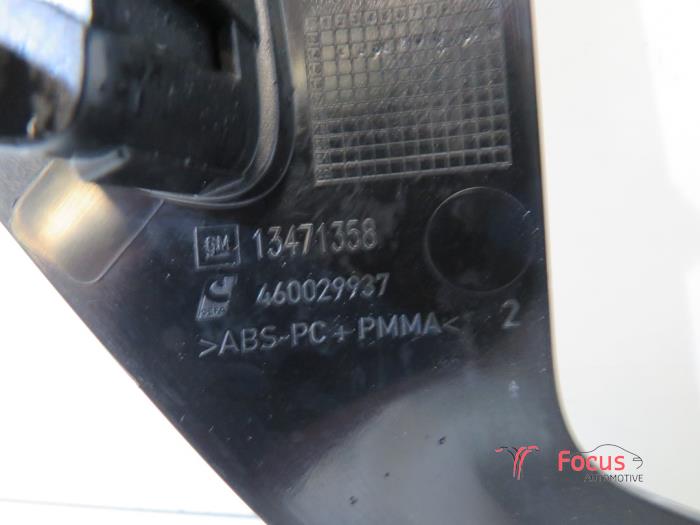 GM 13471358
460029937
>ABS-PC+PMMA< 2
Focus
AUTOMOTIVE